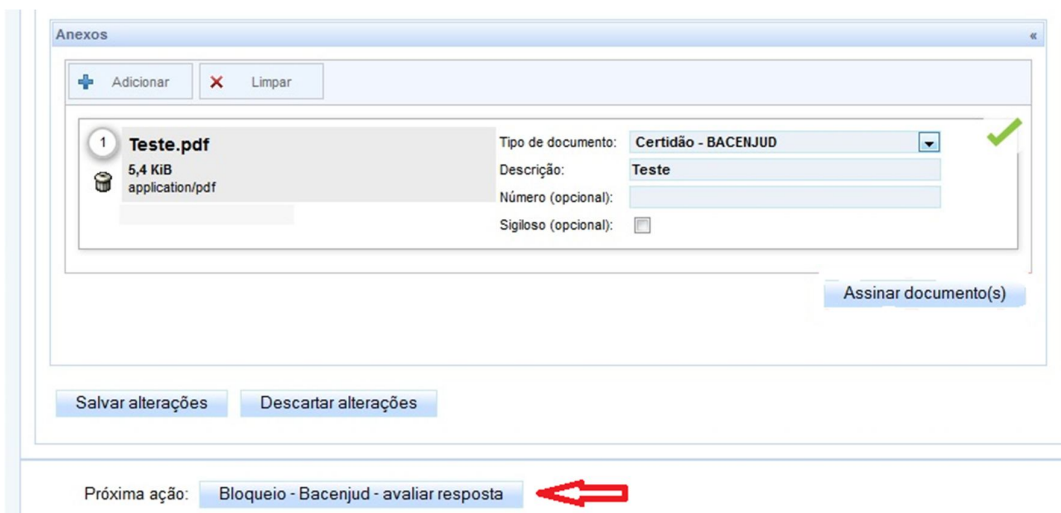 Anexos «
Adicionar Limpar
1 Teste.pdf
5,4 KiB
application/pdf
Tipo de documento: Certidão - BACENJUD
Descrição: Teste
Número (opcional):
Sigiloso (opcional):
Assinar documento(s)
Salvar alterações Descartar alterações
Próxima ação: Bloqueio - Bacenjud - avaliar resposta